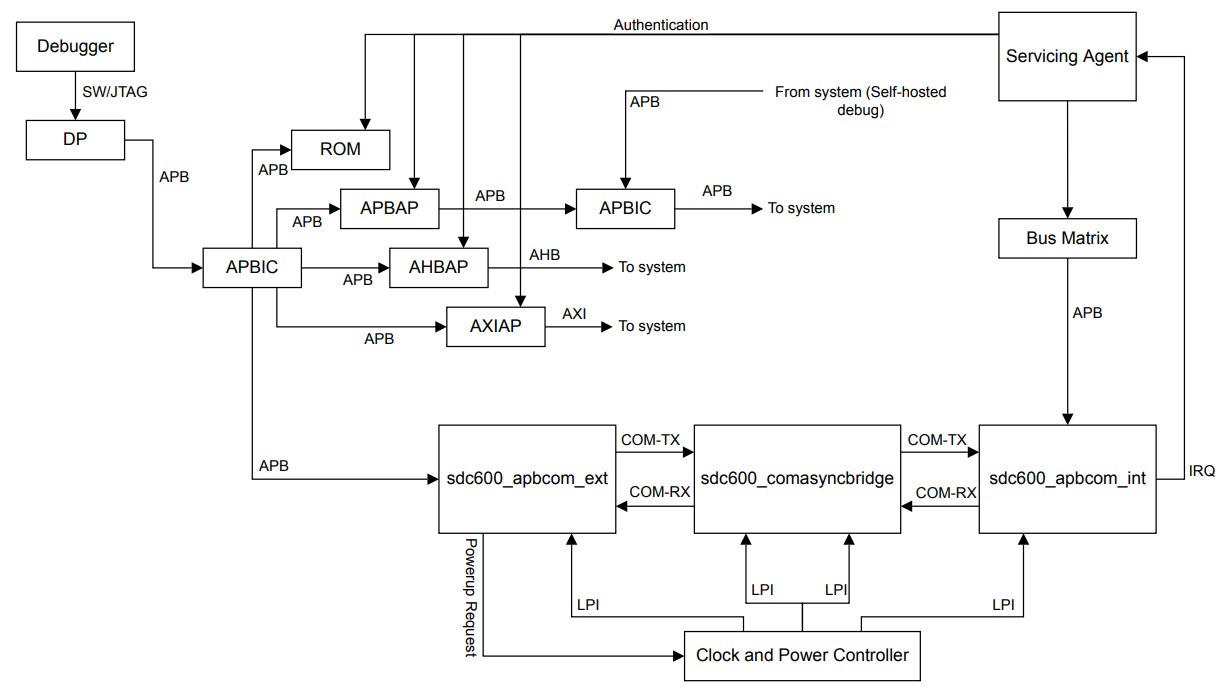 Authentication
Debugger
Servicing Agent
SW/JTAG
From system (Self-hosted
debug)
APB
DP
ROM
APB
APB
APBAP
APB
APBIC
APB
To system
APB
Bus Matrix
APBIC
APB
AHBAP
AHB
To system
APB
AXIAP
AXI
To system
APB
APB
sdc600_apbcom_ext
COM-TX
COM-RX
sdc600_comasyncbridge
COM-TX
COM-RX
sdc600_apbcom_int
IRQ
Powerup Request
LPI
LPI
LPI
LPI
Clock and Power Controller